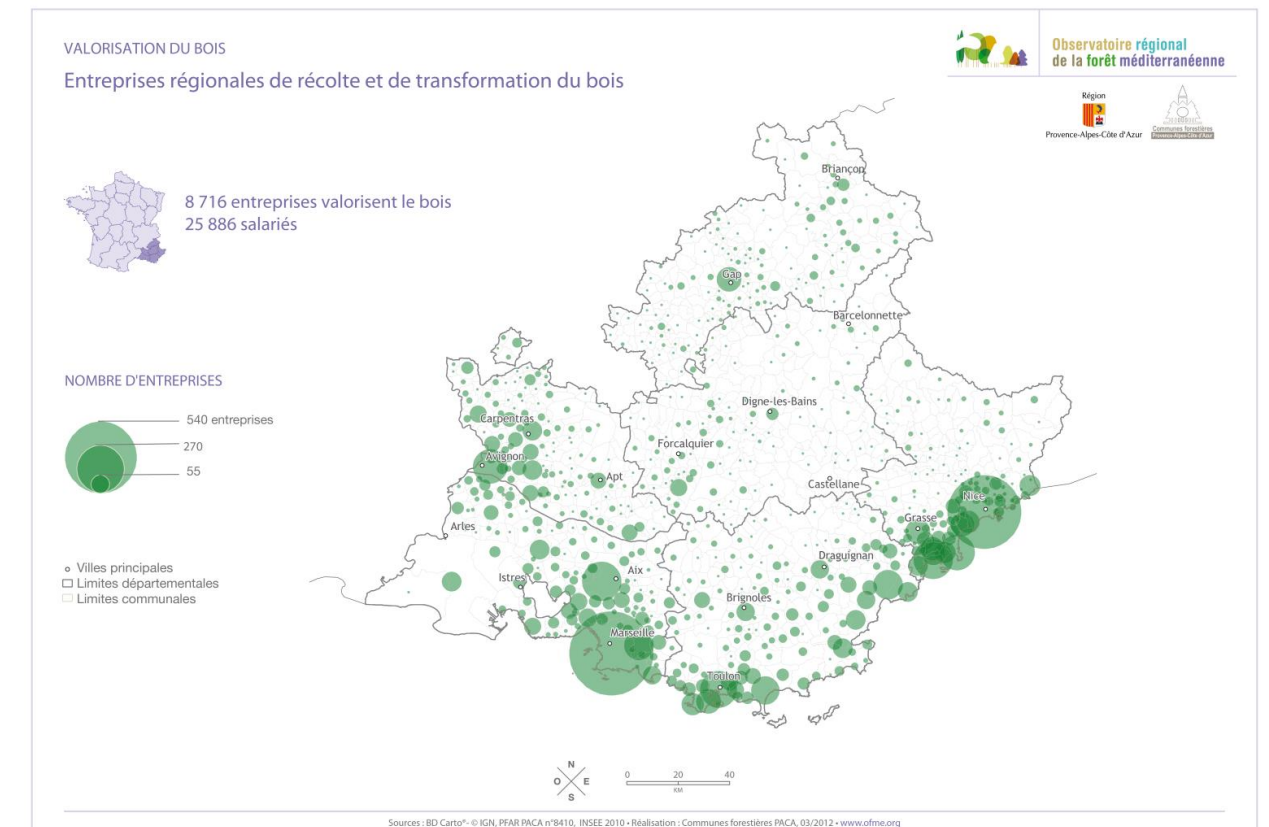 VALORISATION DU BOIS
Entreprises régionales de récolte et de transformation du bois
Observatoire régional
de la forêt méditerranéenne
Région
Provence-Alpes-Côte d'Azur
Communes forestières
Provence-Alpes-Côte d'Azur
8 716 entreprises valorisent le bois
25 886 salariés
NOMBRE D'ENTREPRISES
540 entreprises
270
55
Villes principales
Limites départementales
Limites communales
Briançon
Gap
Barcelonnette
Digne-les-Bains
Carpentras
Forcalquier
Avignon
Apt
Castellane
Nice
Grasse
Arles
Draguignan
Aix
Istres
Brignoles
Marseille
Toulon
N
O E
S
0 20 40
KM
Sources : BD Carto®- © IGN, PFAR PACA n°8410, INSEE 2010 • Réalisation : Communes forestières PACA, 03/2012 • www.ofme.org